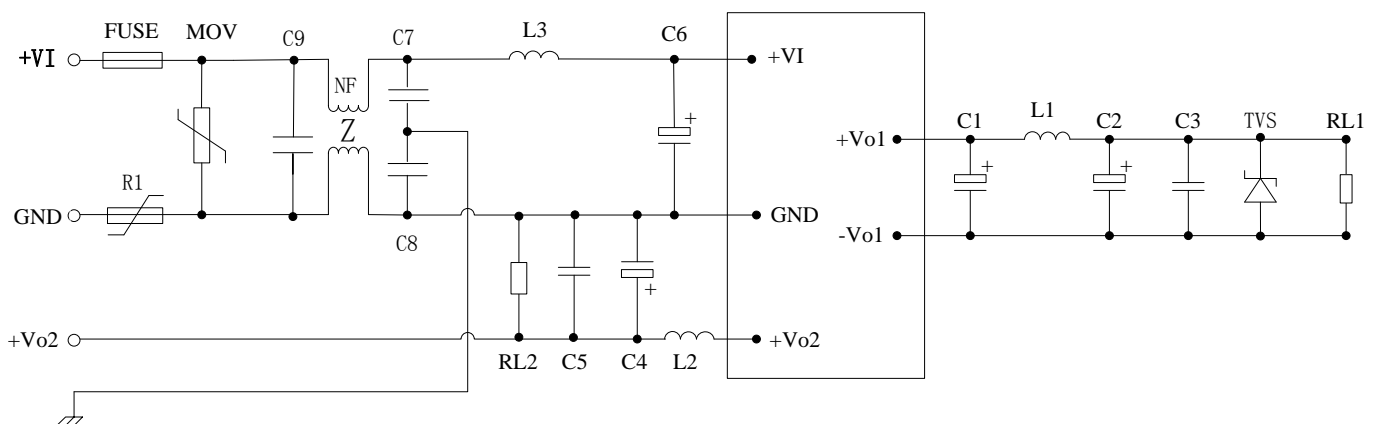 FUSE MOV C9 C7 L3 C6
+VI +VI
NF
Z
C1 L1 C2 C3 TVS RL1
+Vo1
+ + + +
R1
GND GND
C8 -Vo1
+
+Vo2 +Vo2
RL2 C5 C4 L2